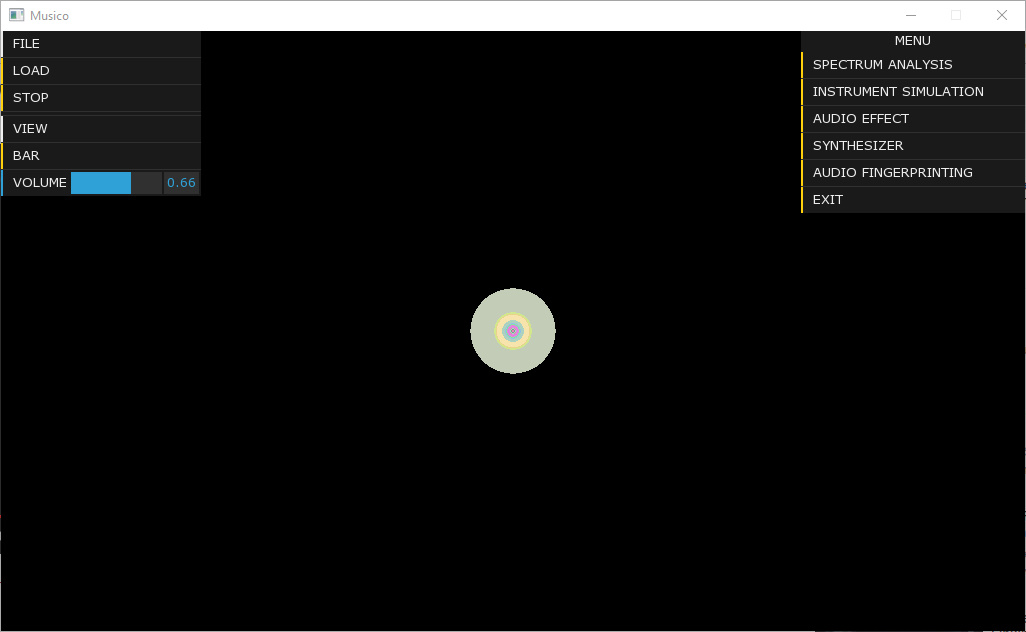 Musico
FILE
LOAD
STOP
VIEW
BAR
VOLUME 0.66
MENU
SPECTRUM ANALYSIS
INSTRUMENT SIMULATION
AUDIO EFFECT
SYNTHESIZER
AUDIO FINGERPRINTING
EXIT